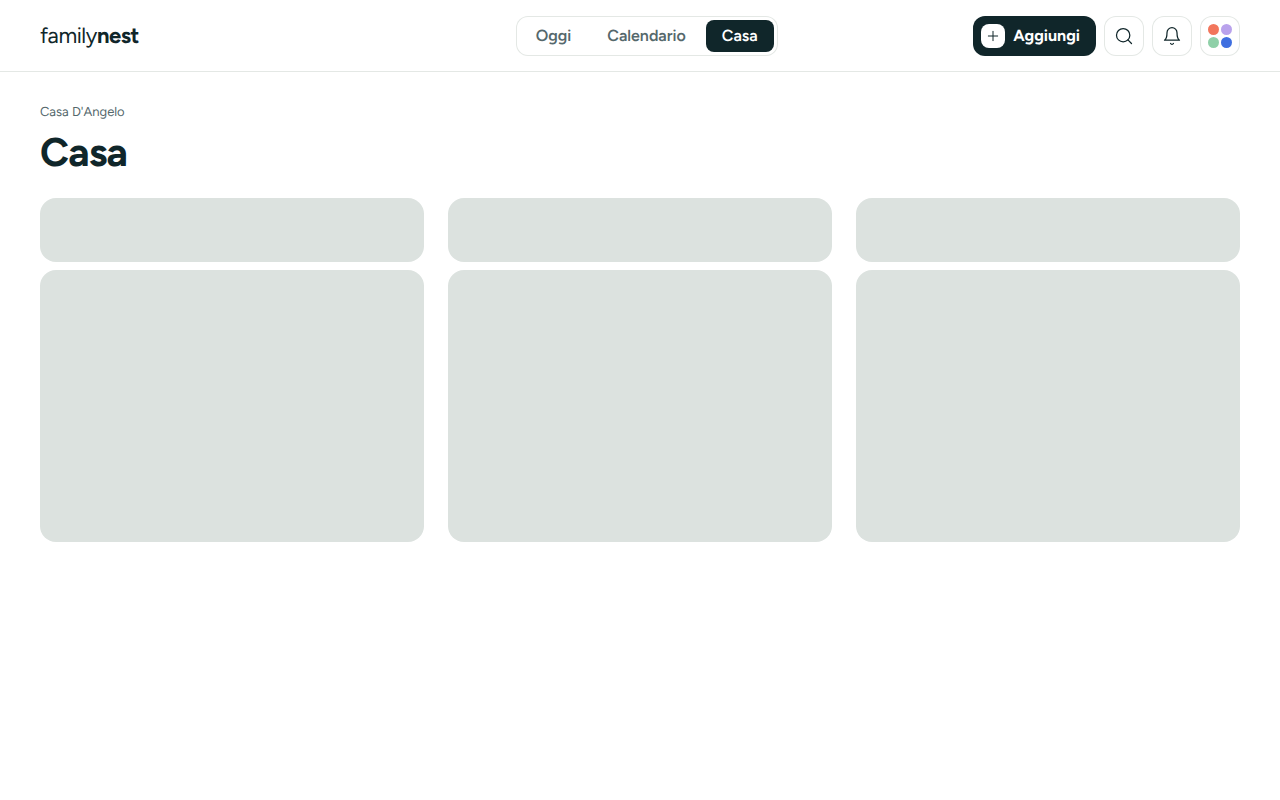 familynest
Oggi
Calendario
Casa
Aggiungi
Casa D'Angelo
Casa